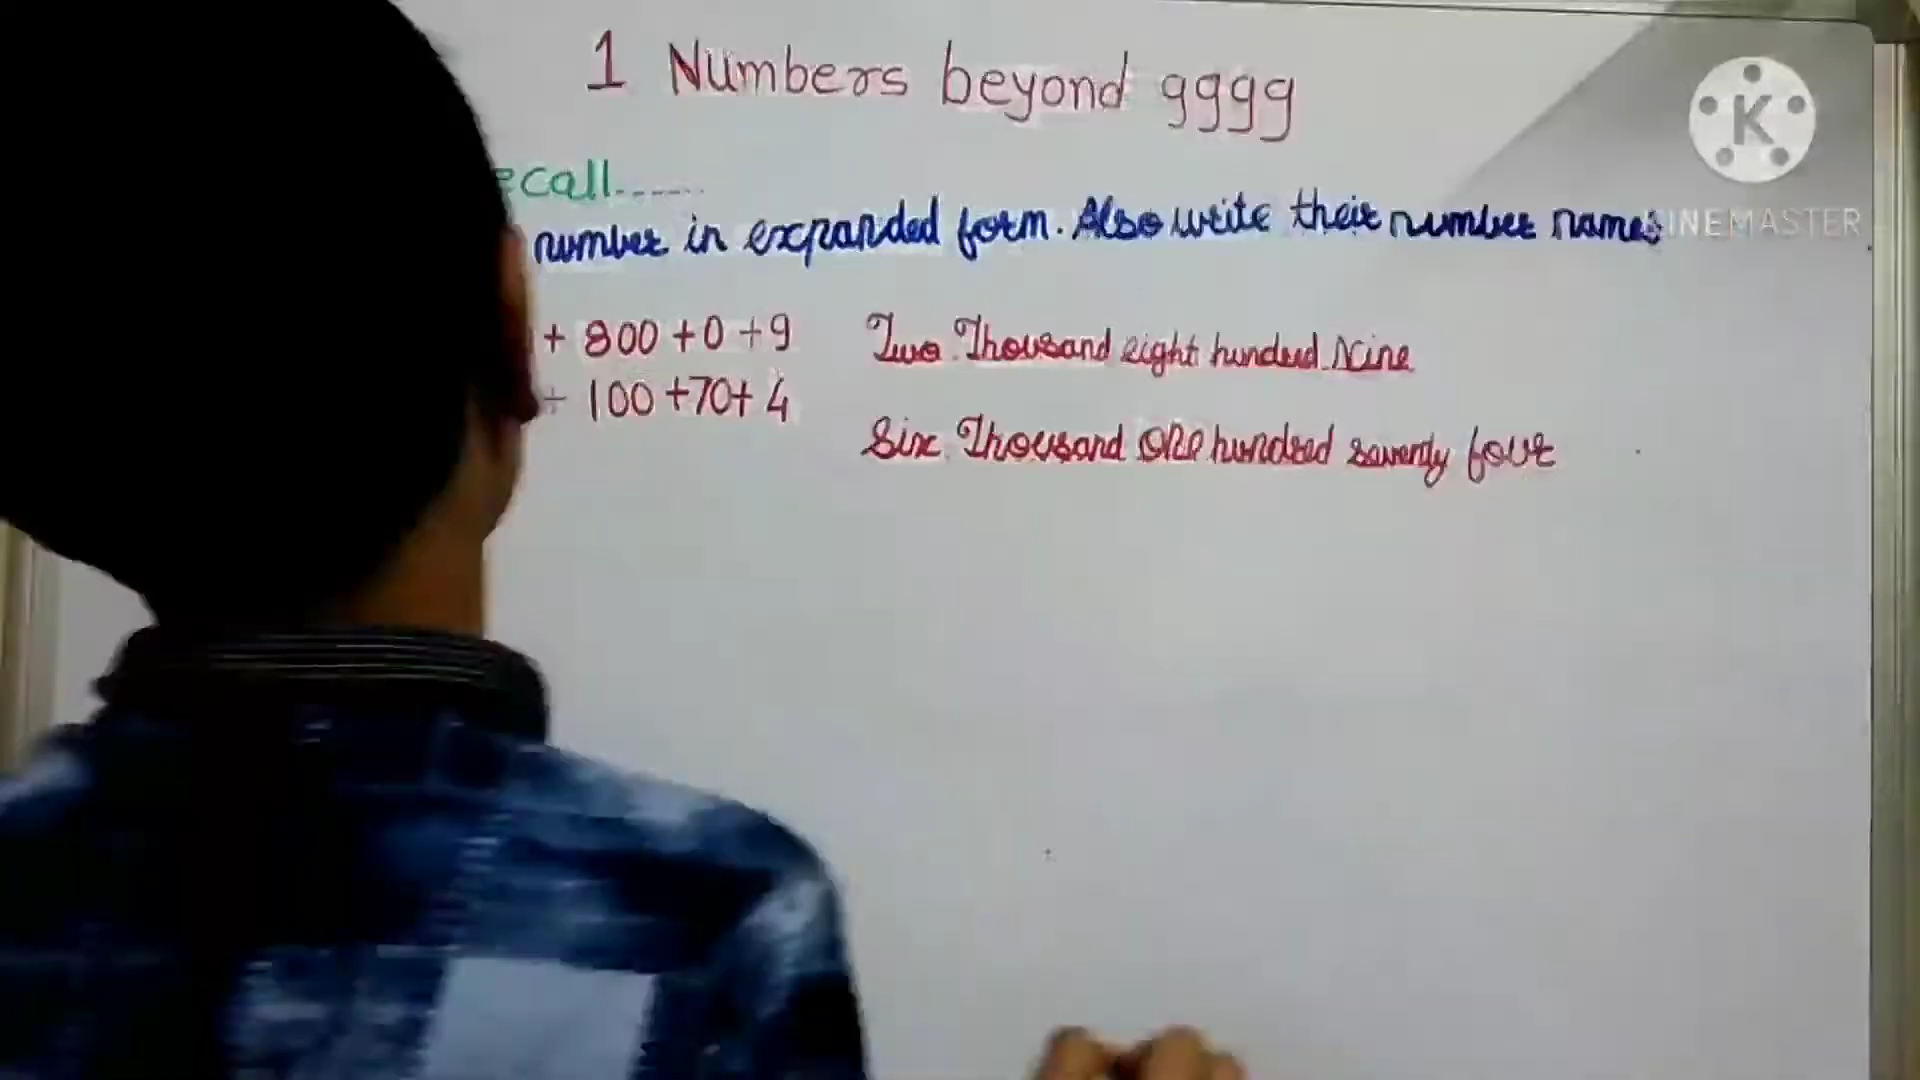 1 Numbers beyond 9999
ecall......
number in expanded form. Also write their number names
+ 800 + 0 + 9 Two Thousand eight hundred Nine
+ 100 + 70 + 4
Six Thousand one hundred seventy four
K
INEMASTER